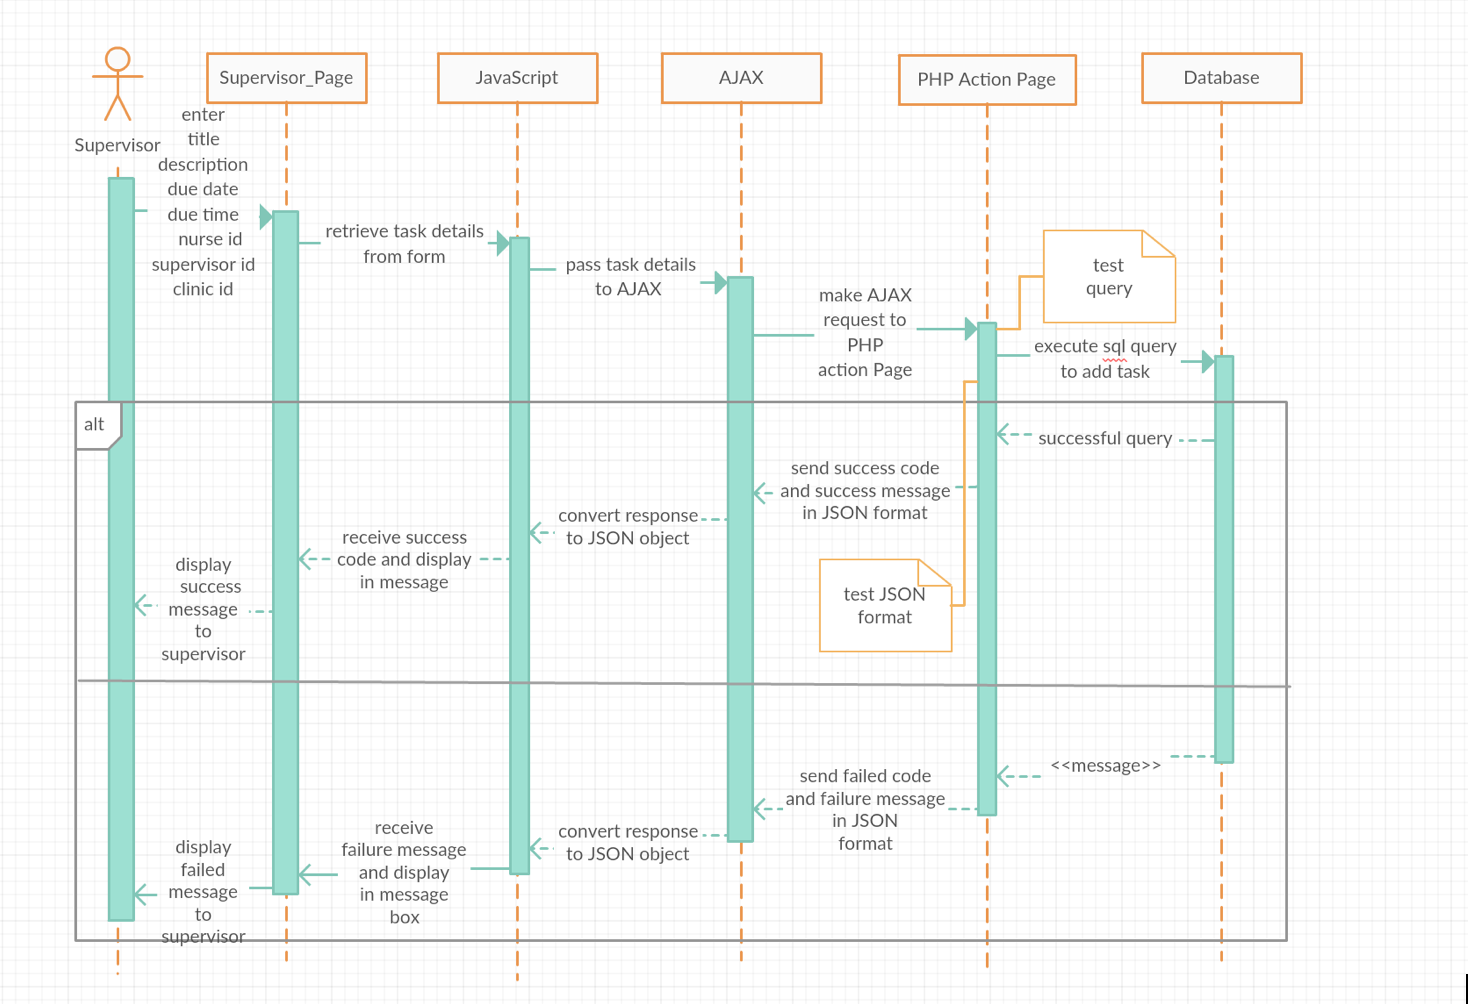 Supervisor
Supervisor_Page
JavaScript
AJAX
PHP Action Page
Database
enter
title
description
due date
due time
nurse id
supervisor id
clinic id
retrieve task details
from form
pass task details
to AJAX
make AJAX
request to
PHP
action Page
test
query
execute sql query
to add task
alt
successful query
send success code
and success message
in JSON format
convert response
to JSON object
receive success
code and display
in message
display
success
message
to
supervisor
test JSON
format
<<message>>
send failed code
and failure message
in JSON
format
convert response
to JSON object
receive
failure message
and display
in message
box
display
failed
message
to
supervisor